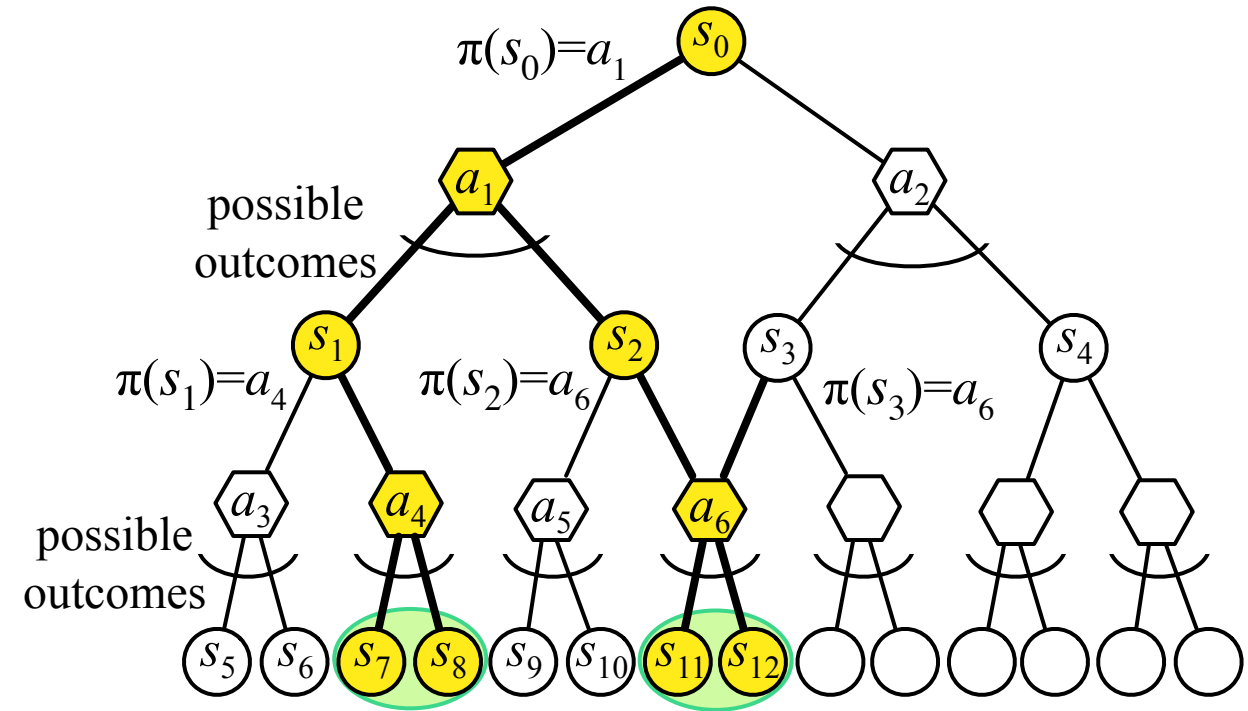 s₀
π(s₀)=a₁
a₁
a₂
possible
outcomes
s₁
s₂
s₃
s₄
π(s₁)=a₄
π(s₂)=a₆
π(s₃)=a₆
a₃
a₄
a₅
a₆
possible
outcomes
s₅
s₆
s₇
s₈
s₉
s₁₀
s₁₁
s₁₂